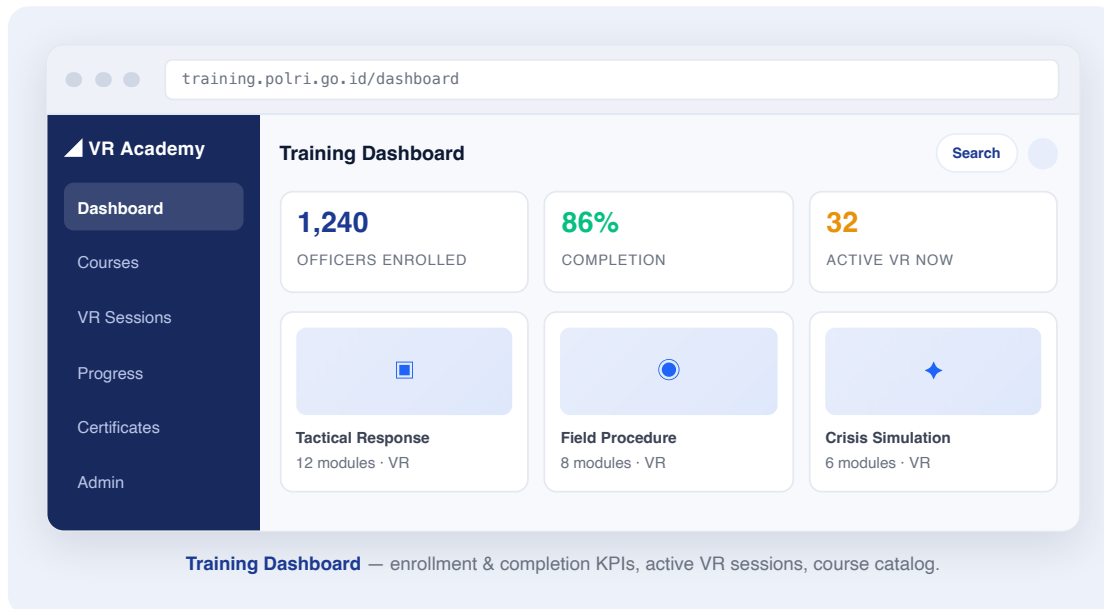 training.polri.go.id/dashboard
VR Academy
Dashboard
Courses
VR Sessions
Progress
Certificates
Admin
Training Dashboard
Search
1,240
OFFICERS ENROLLED
86%
COMPLETION
32
ACTIVE VR NOW
Tactical Response
12 modules · VR
Field Procedure
8 modules · VR
Crisis Simulation
6 modules · VR
Training Dashboard — enrollment & completion KPIs, active VR sessions, course catalog.